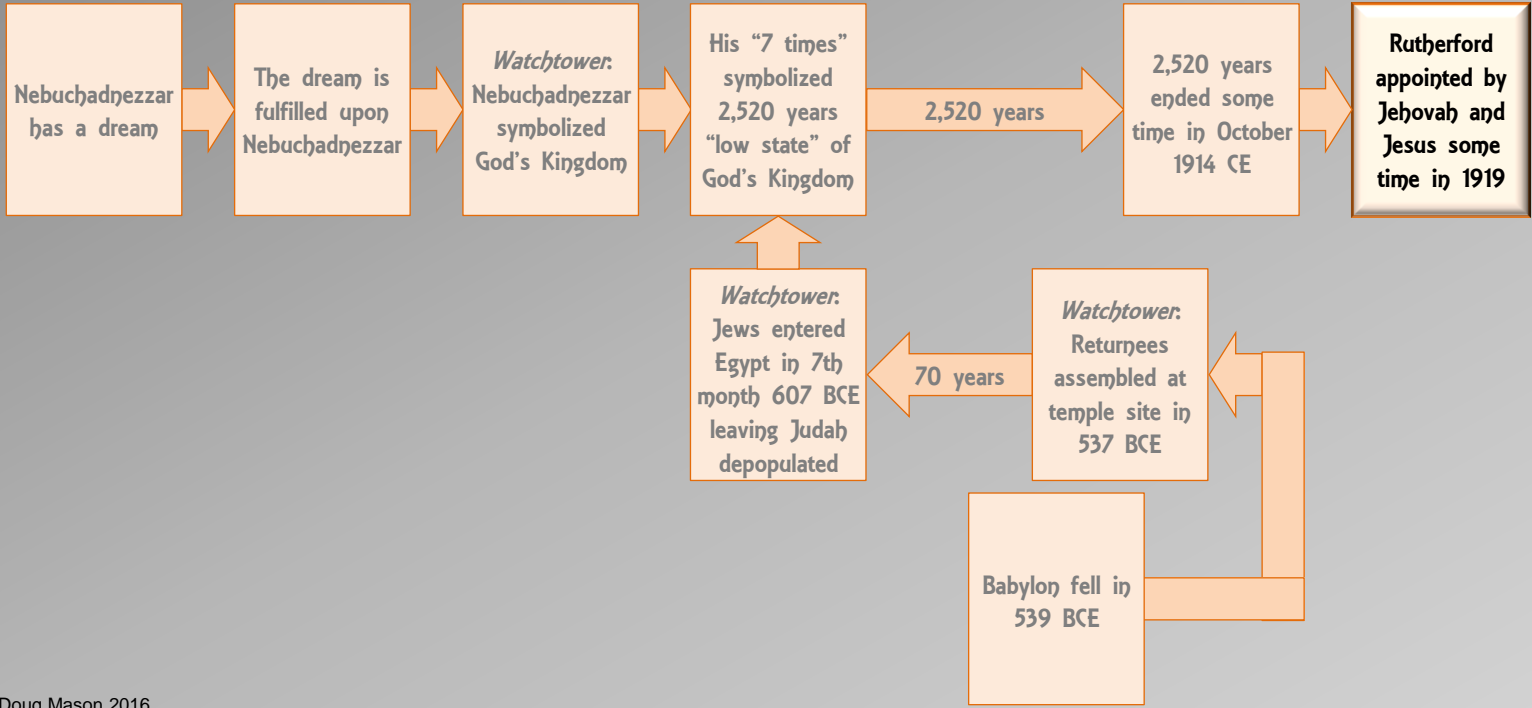 Nebuchadnezzar
has a dream
The dream is
fulfilled upon
Nebuchadnezzar
Watchtower:
Nebuchadnezzar
symbolized
God's Kingdom
His "7 times"
symbolized
2,520 years
"low state" of
God's Kingdom
2,520 years
2,520 years
ended some
time in October
1914 CE
Rutherford
appointed by
Jehovah and
Jesus some
time in 1919
Watchtower:
Jews entered
Egypt in 7th
month 607 BCE
leaving Judah
depopulated
70 years
Watchtower:
Returnees
assembled at
temple site in
537 BCE
Babylon fell in
539 BCE
Doug Mason 2016